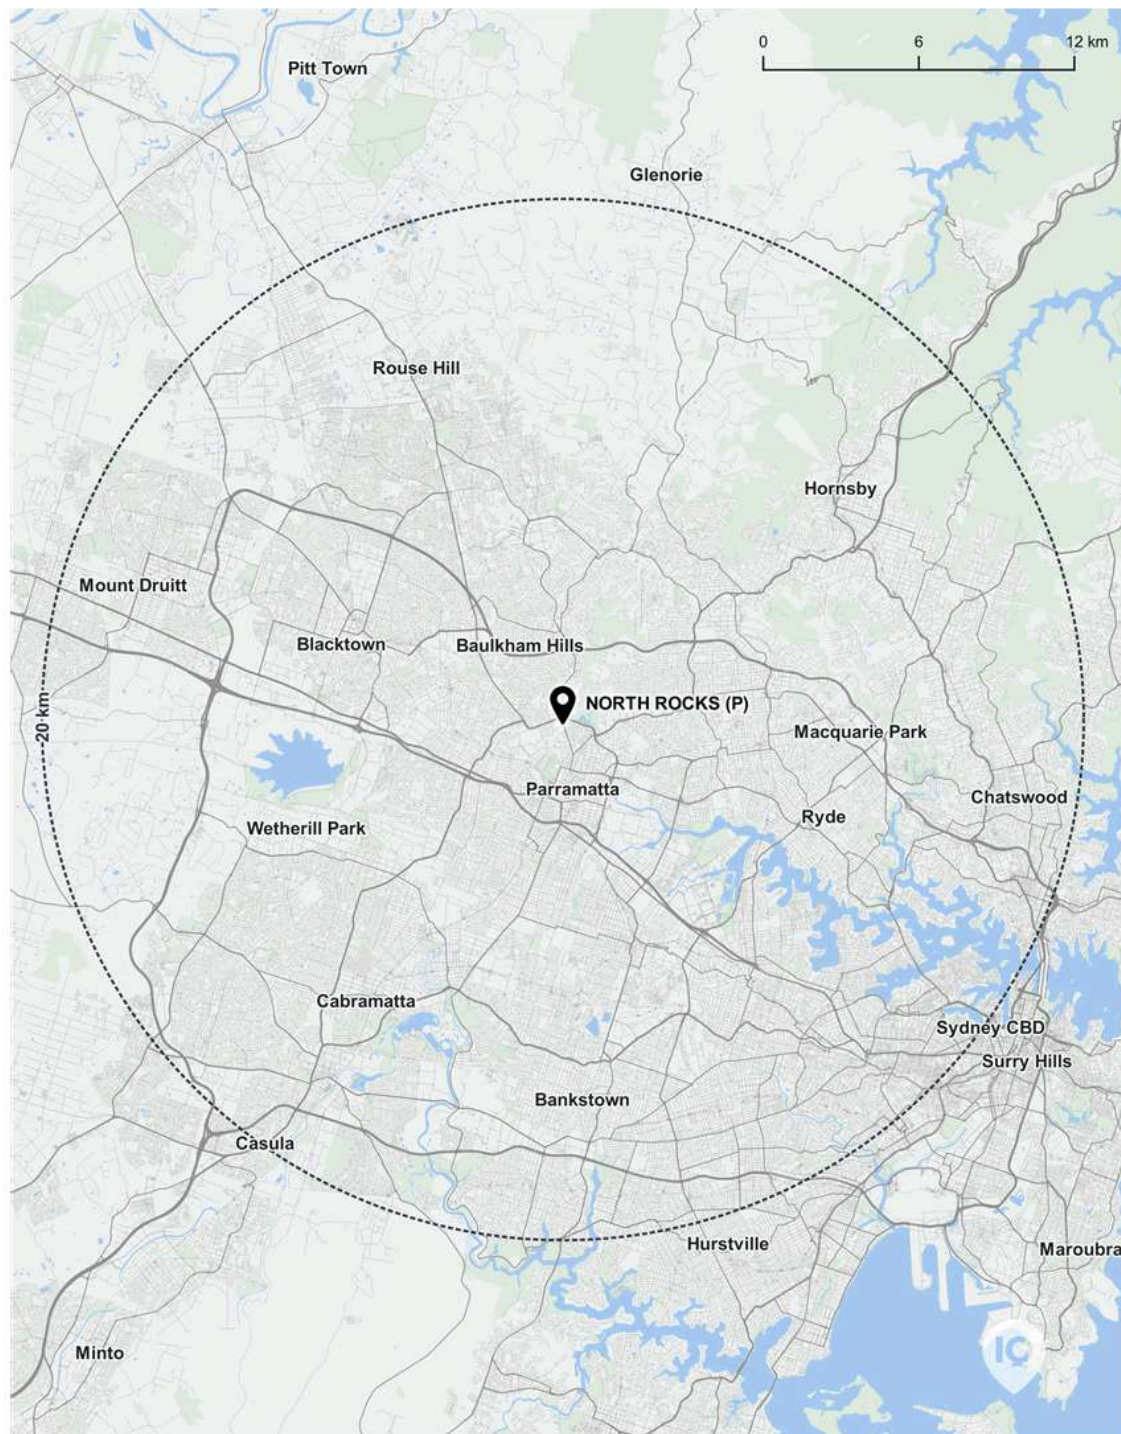 0 6 12 km
Pitt Town
Glenorie
Rouse Hill
Hornsby
Mount Druitt
Blacktown
Baulkham Hills
20 km
NORTH ROCKS (P)
Macquarie Park
Parramatta
Chatswood
Wetherill Park
Ryde
Cabramatta
Sydney CBD
Surry Hills
Bankstown
Casula
Hurstville
Maroubra
Minto
IQ